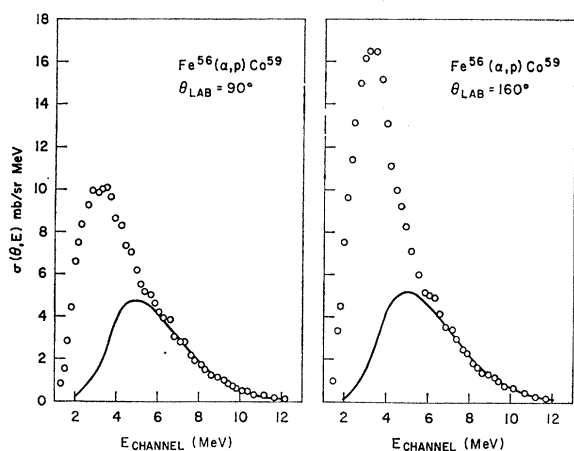 18
16
14
12
10
8
6
4
2
0
σ(θ,E) mb/sr MeV
Fe⁵⁶(α,p)Co⁵⁹
θLAB = 90°
2 4 6 8 10 12
ECHANNEL (MeV)
Fe⁵⁶(α,p)Co⁵⁹
θLAB = 160°
2 4 6 8 10 12
ECHANNEL (MeV)